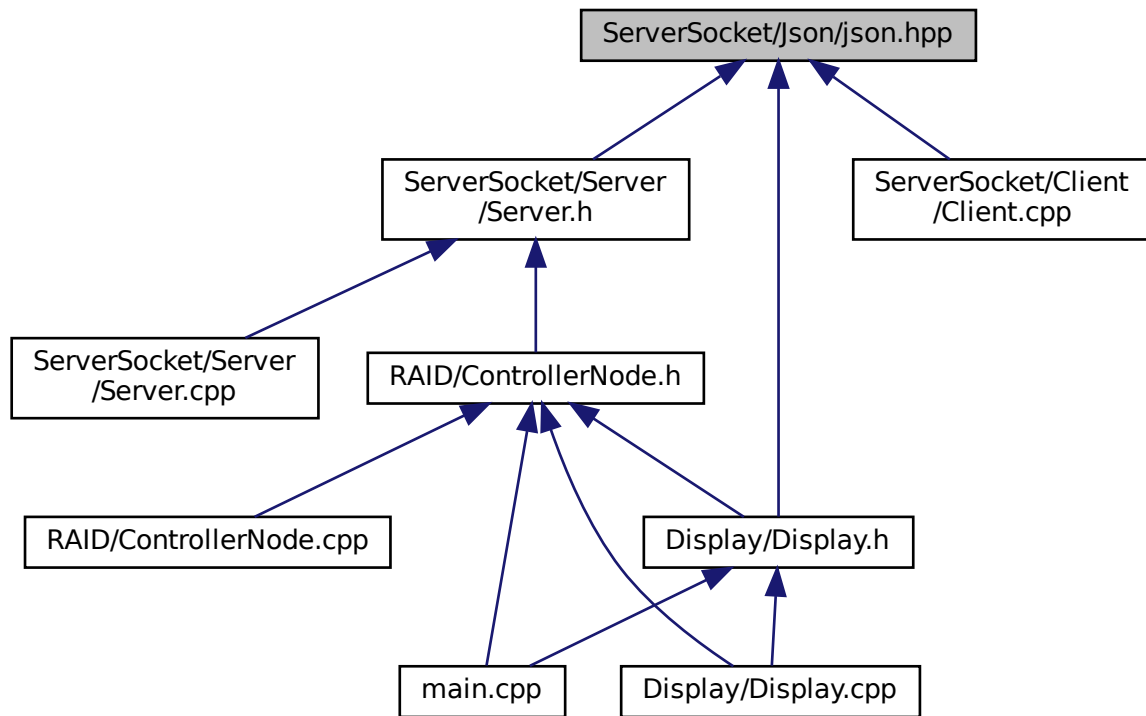 ServerSocket/Json/json.hpp
ServerSocket/Server
/Server.h
ServerSocket/Client
/Client.cpp
ServerSocket/Server
/Server.cpp
RAID/ControllerNode.h
RAID/ControllerNode.cpp
Display/Display.h
main.cpp
Display/Display.cpp